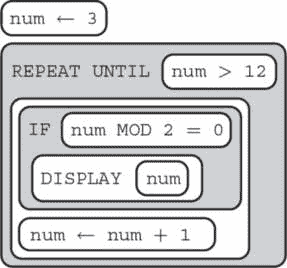 num ← 3
REPEAT UNTIL num > 12
IF num MOD 2 = 0
DISPLAY num
num ← num + 1